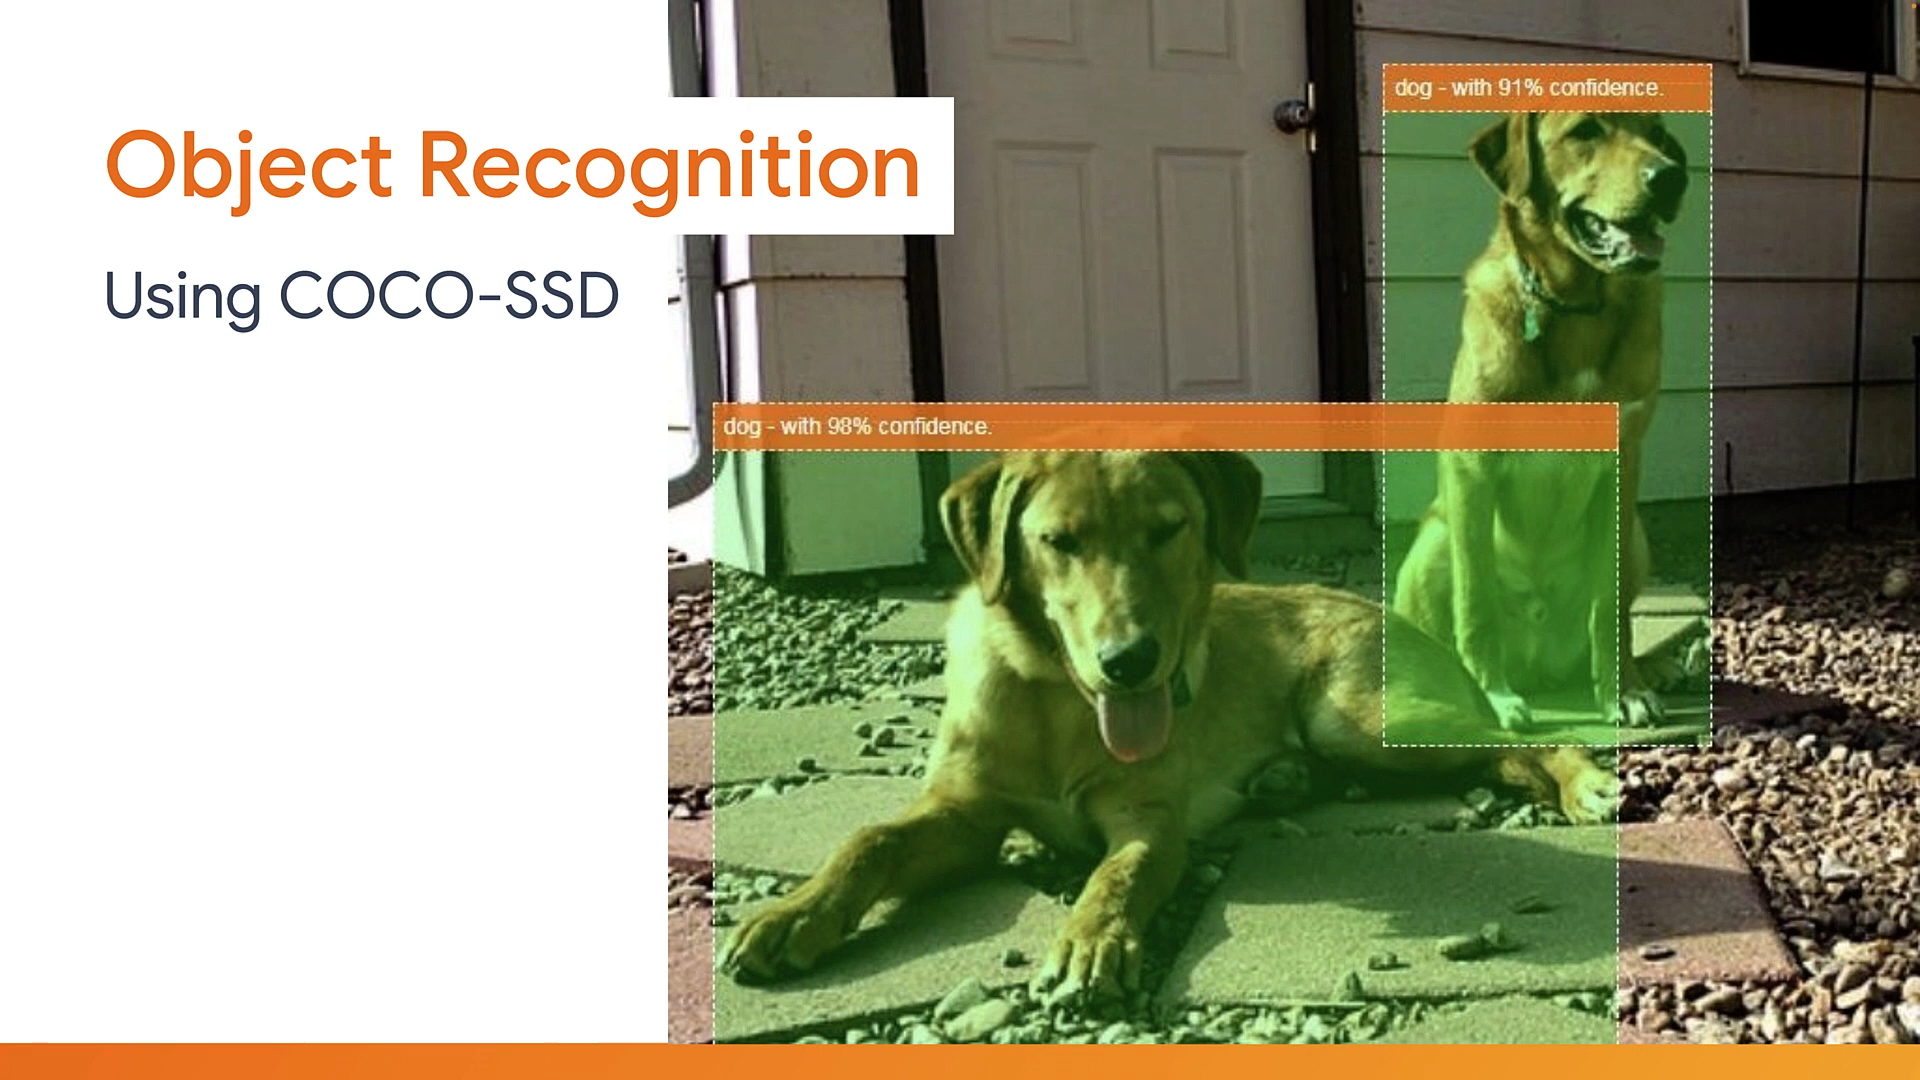 Object Recognition
Using COCO-SSD
dog - with 91% confidence.
dog - with 98% confidence.